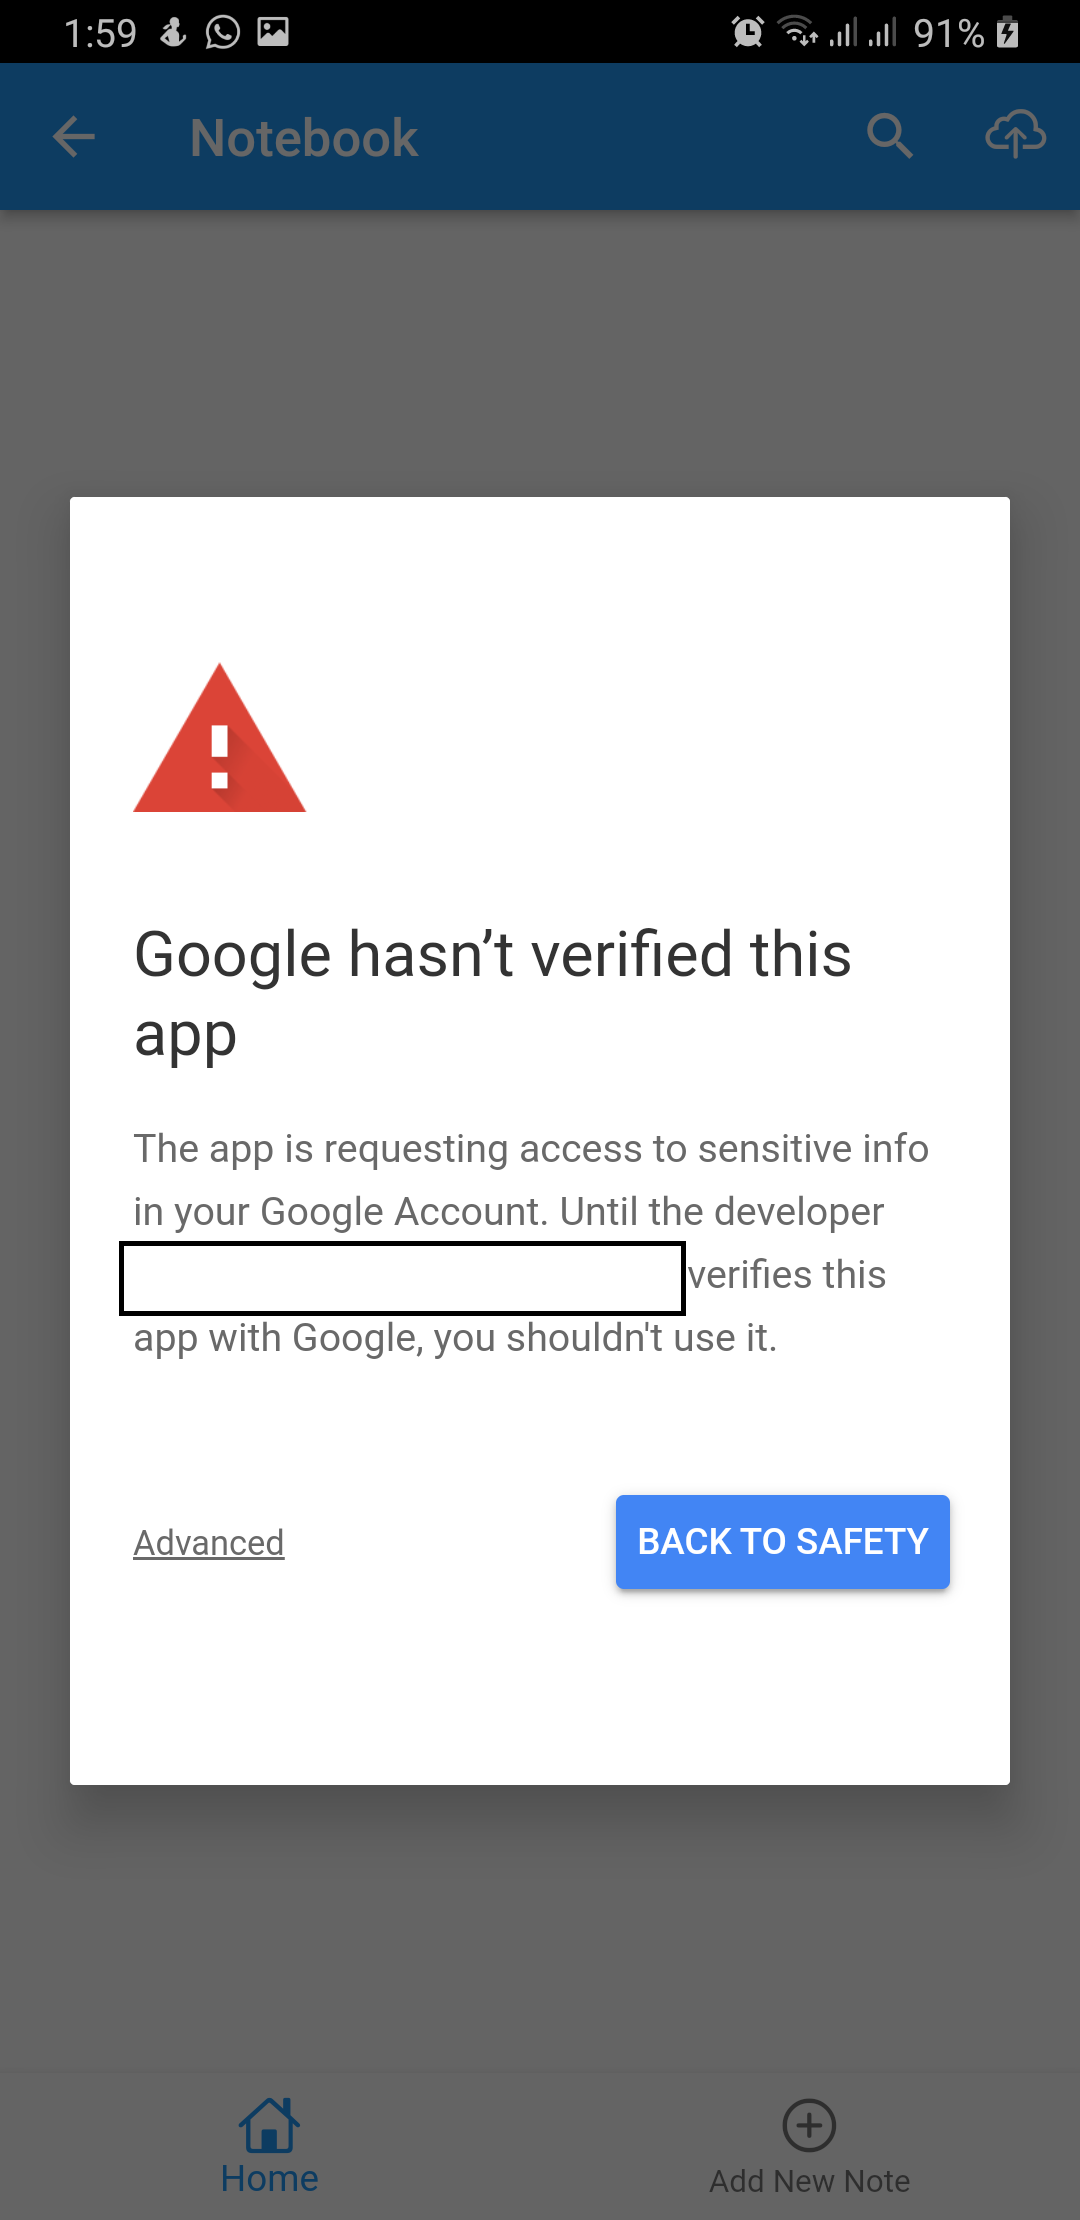 1:59
91%
Notebook
Google hasn’t verified this
app
The app is requesting access to sensitive info
in your Google Account. Until the developer
verifies this
app with Google, you shouldn't use it.
Advanced
BACK TO SAFETY
Home
Add New Note